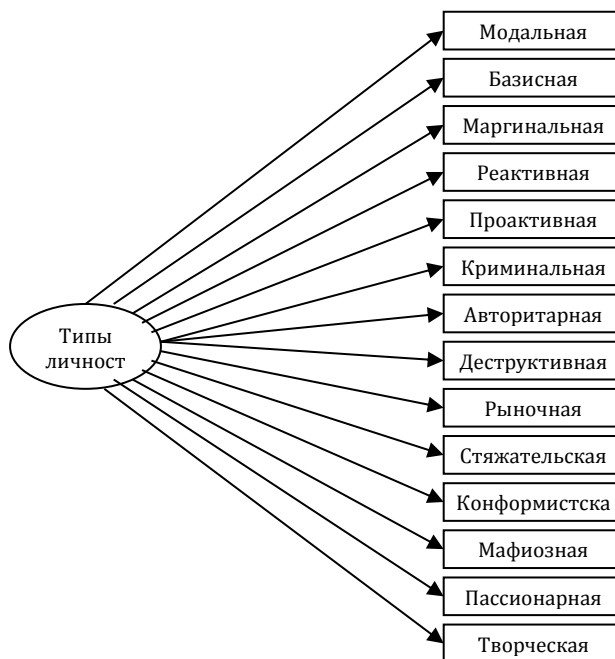 Модальная
Базисная
Маргинальная
Реактивная
Проактивная
Криминальная
Авторитарная
Типы
личност
Деструктивная
Рыночная
Стяжательская
Конформистска
Мафиозная
Пассионарная
Творческая